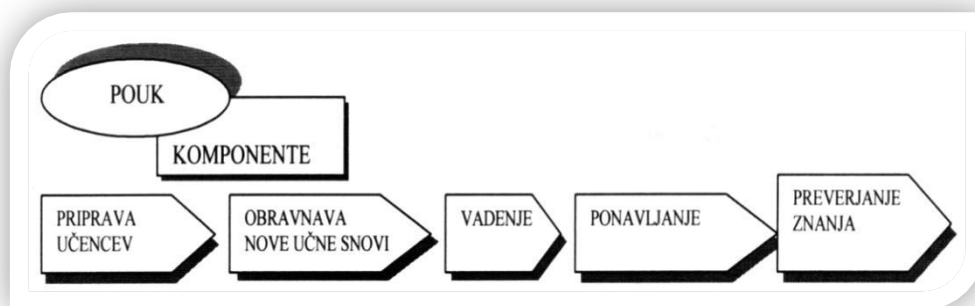 POUK
KOMPONENTE
PRIPRAVA
UČENCEV
OBRAVNAVA
NOVE UČNE SNOVI
VADENJE
PONAVLJANJE
PREVERJANJE
ZNANJA